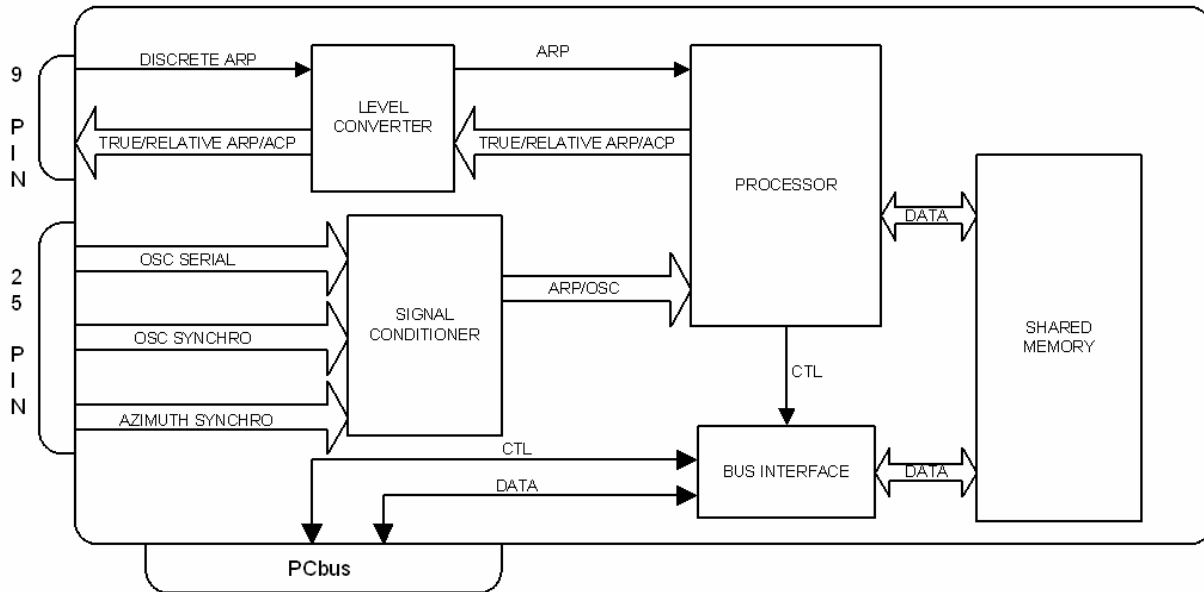 9 PIN
DISCRETE ARP
ARP
LEVEL
CONVERTER
TRUE/RELATIVE ARP/ACP
TRUE/RELATIVE ARP/ACP
PROCESSOR
DATA
25 PIN
OSC SERIAL
OSC SYNCHRO
AZIMUTH SYNCHRO
SIGNAL
CONDITIONER
ARP/OSC
SHARED
MEMORY
CTL
CTL
DATA
BUS INTERFACE
DATA
PCbus